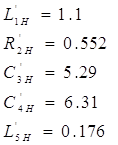 L'₁H = 1.1
R'₂H = 0.552
C'₃H = 5.29
C'₄H = 6.31
L'₅H = 0.176